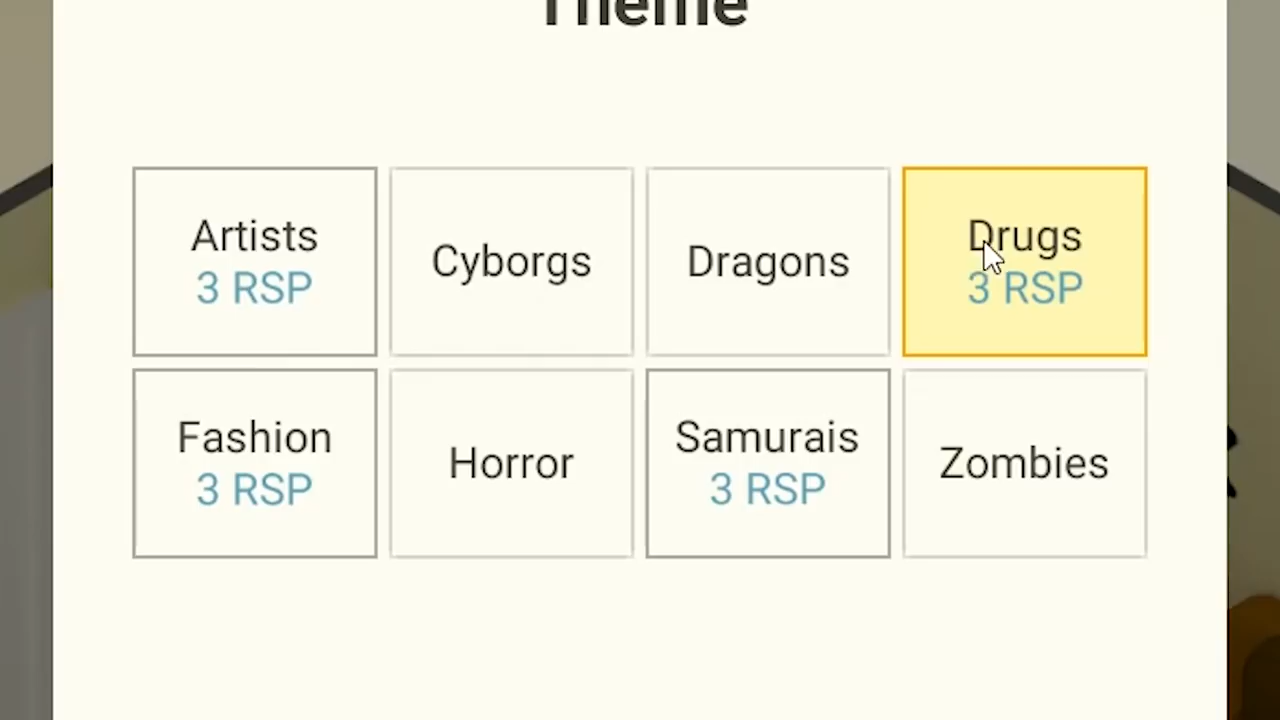 Theme
Artists
3 RSP
Cyborgs
Dragons
Drugs
3 RSP
Fashion
3 RSP
Horror
Samurais
3 RSP
Zombies